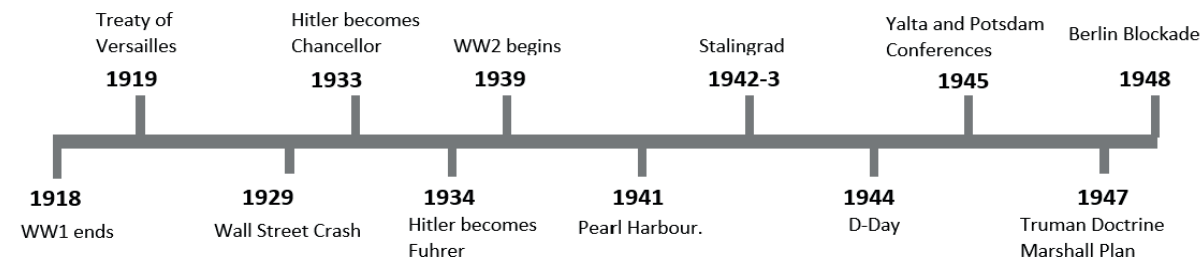 Treaty of
Versailles
1919
Hitler becomes
Chancellor
1933
WW2 begins
1939
Stalingrad
1942-3
Yalta and Potsdam
Conferences
1945
Berlin Blockade
1948
1918
WW1 ends
1929
Wall Street Crash
1934
Hitler becomes
Fuhrer
1941
Pearl Harbour.
1944
D-Day
1947
Truman Doctrine
Marshall Plan